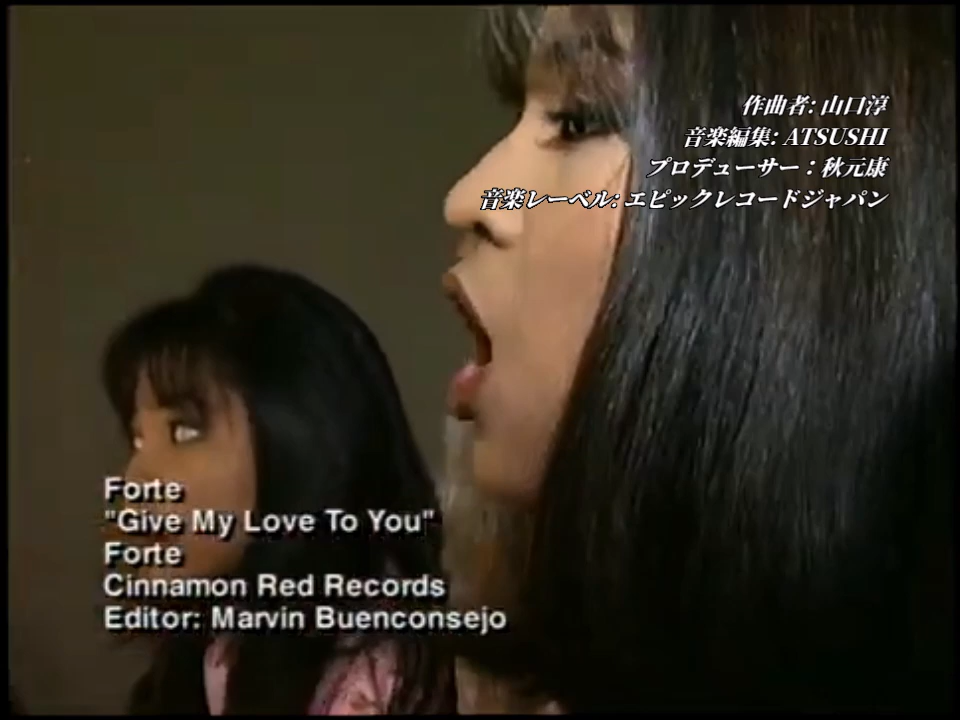 作曲者: 山口淳
音楽編集: ATSUSHI
プロデューサー：秋元康
音楽レーベル: エピックレコードジャパン
Forte
"Give My Love To You"
Forte
Cinnamon Red Records
Editor: Marvin Buenconsejo